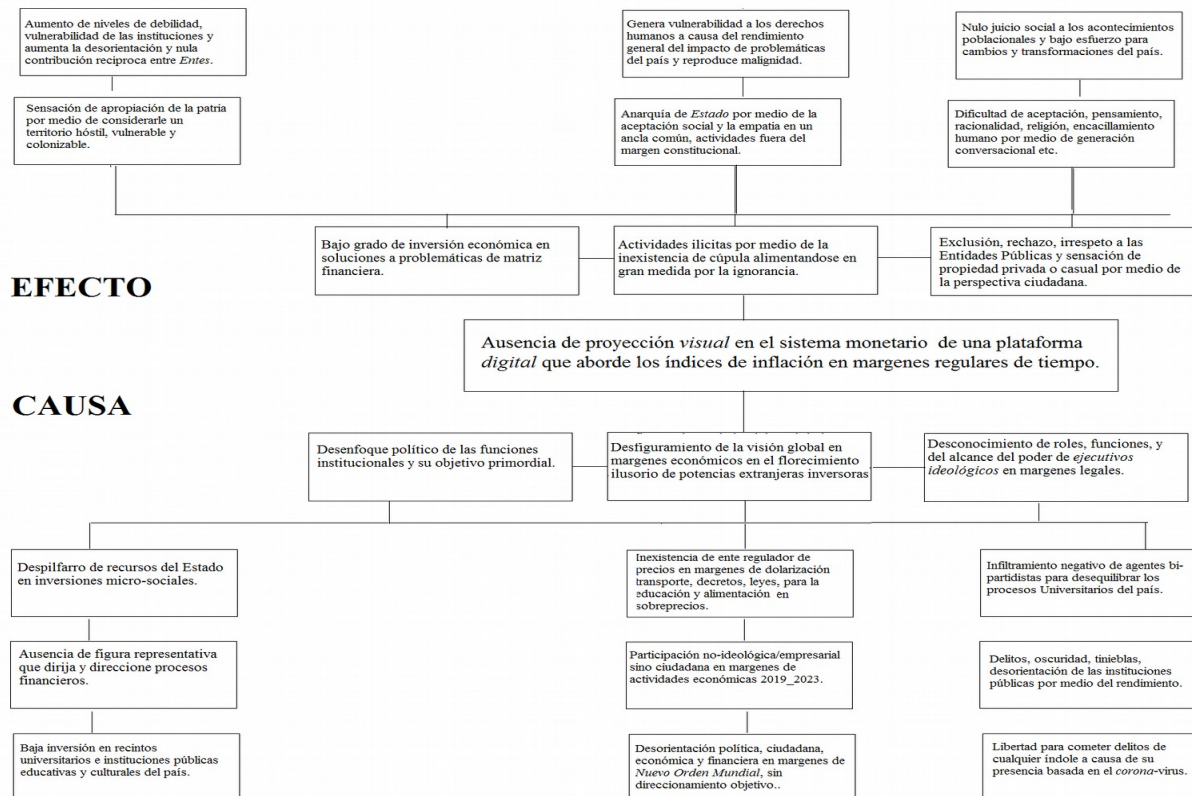 Aumento de niveles de debilidad,
vulnerabilidad de las instituciones y
aumenta la desorientación y nula
contribución reciproca entre Entes.
Genera vulnerabilidad a los derechos
humanos a causa del rendimiento
general del impacto de problemáticas
del país y reproduce malignidad.
Nulo juicio social a los acontecimientos
poblacionales y bajo esfuerzo para
cambios y transformaciones del país.
Sensación de apropiación de la patria
por medio de considerarle un
territorio hóstil, vulnerable y
colonizable.
Anarquía de Estado por medio de la
aceptación social y la empatia en un
ancla común, actividades fuera del
margen constitucional.
Dificultad de aceptación, pensamiento,
racionalidad, religión, encacillamiento
humano por medio de generación
conversacional etc.
Bajo grado de inversión económica en
soluciones a problemáticas de matriz
financiera.
Actividades ilicitas por medio de la
inexistencia de cúpula alimentandose en
gran medida por la ignorancia.
Exclusión, rechazo, irrespeto a las
Entidades Públicas y sensación de
propiedad privada o casual por medio de
la perspectiva ciudadana.
EFECTO
Ausencia de proyección visual en el sistema monetario de una plataforma
digital que aborde los índices de inflación en margenes regulares de tiempo.
CAUSA
Desenfoque político de las funciones
institucionales y su objetivo primordial.
Desfiguramiento de la visión global en
margenes económicos en el florecimiento
ilusorio de potencias extranjeras inversoras
Desconocimiento de roles, funciones, y
del alcance del poder de ejecutivos
ideológicos en margenes legales.
Despilfarro de recursos del Estado
en inversiones micro-sociales.
Inexistencia de ente regulador de
precios en margenes de dolarización
transporte, decretos, leyes, para la
educación y alimentación en
sobreprecios.
Infiltramiento negativo de agentes bi-
partidistas para desequilibrar los
procesos Universitarios del país.
Ausencia de figura representativa
que dirija y direccione procesos
financieros.
Participación no-ideológica/empresarial
sino ciudadana en margenes de
actividades económicas 2019_2023.
Delitos, oscuridad, tinieblas,
desorientación de las instituciones
públicas por medio del rendimiento.
Baja inversión en recintos
universitarios e instituciones públicas
educativas y culturales del país.
Desorientación política, ciudadana,
económica y financiera en margenes de
Nuevo Orden Mundial, sin
direccionamiento objetivo..
Libertad para cometer delitos de
cualquier índole a causa de su
presencia basada en el corona-virus.